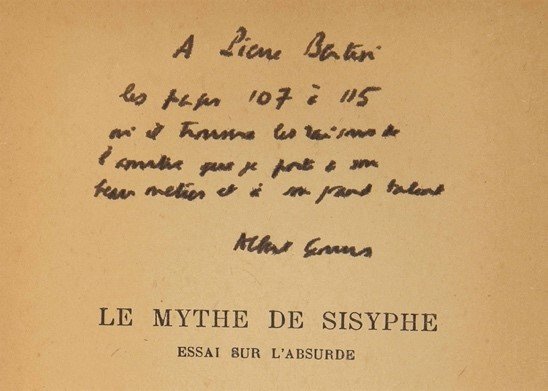 A Pierre Bertin
les pages 107 à 115
où il trouvera les raisons de
l'amitié que je porte à son
beau métier et à son grand talent
Albert Camus
LE MYTHE DE SISYPHE
ESSAI SUR L'ABSURDE